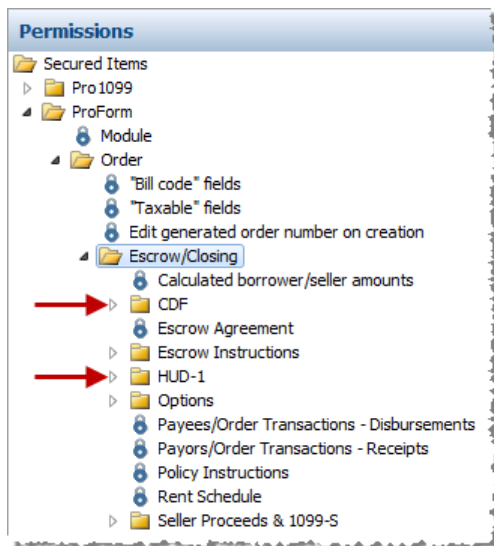 Permissions
Secured Items
Pro1099
ProForm
Module
Order
"Bill code" fields
"Taxable" fields
Edit generated order number on creation
Escrow/Closing
Calculated borrower/seller amounts
CDF
Escrow Agreement
Escrow Instructions
HUD-1
Options
Payees/Order Transactions - Disbursements
Payors/Order Transactions - Receipts
Policy Instructions
Rent Schedule
Seller Proceeds & 1099-S